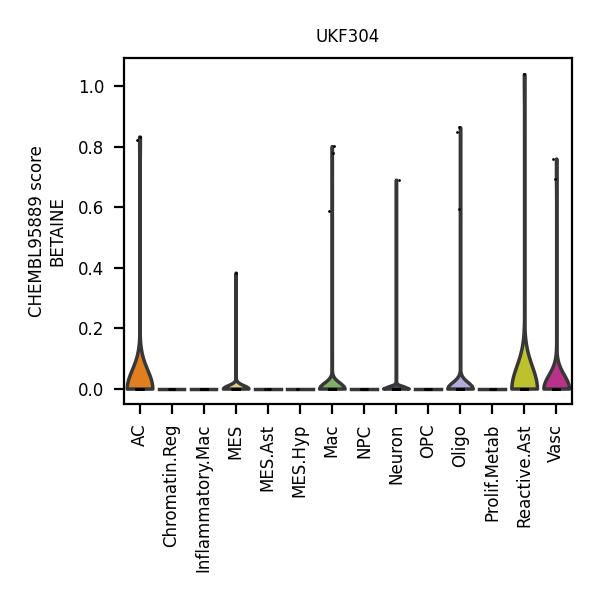 UKF304
CHEMBL95889 score
BETAINE
1.0
0.8
0.6
0.4
0.2
0.0
AC
Chromatin.Reg
Inflammatory.Mac
MES
MES.Ast
MES.Hyp
Mac
NPC
Neuron
OPC
Oligo
Prolif.Metab
Reactive.Ast
Vasc